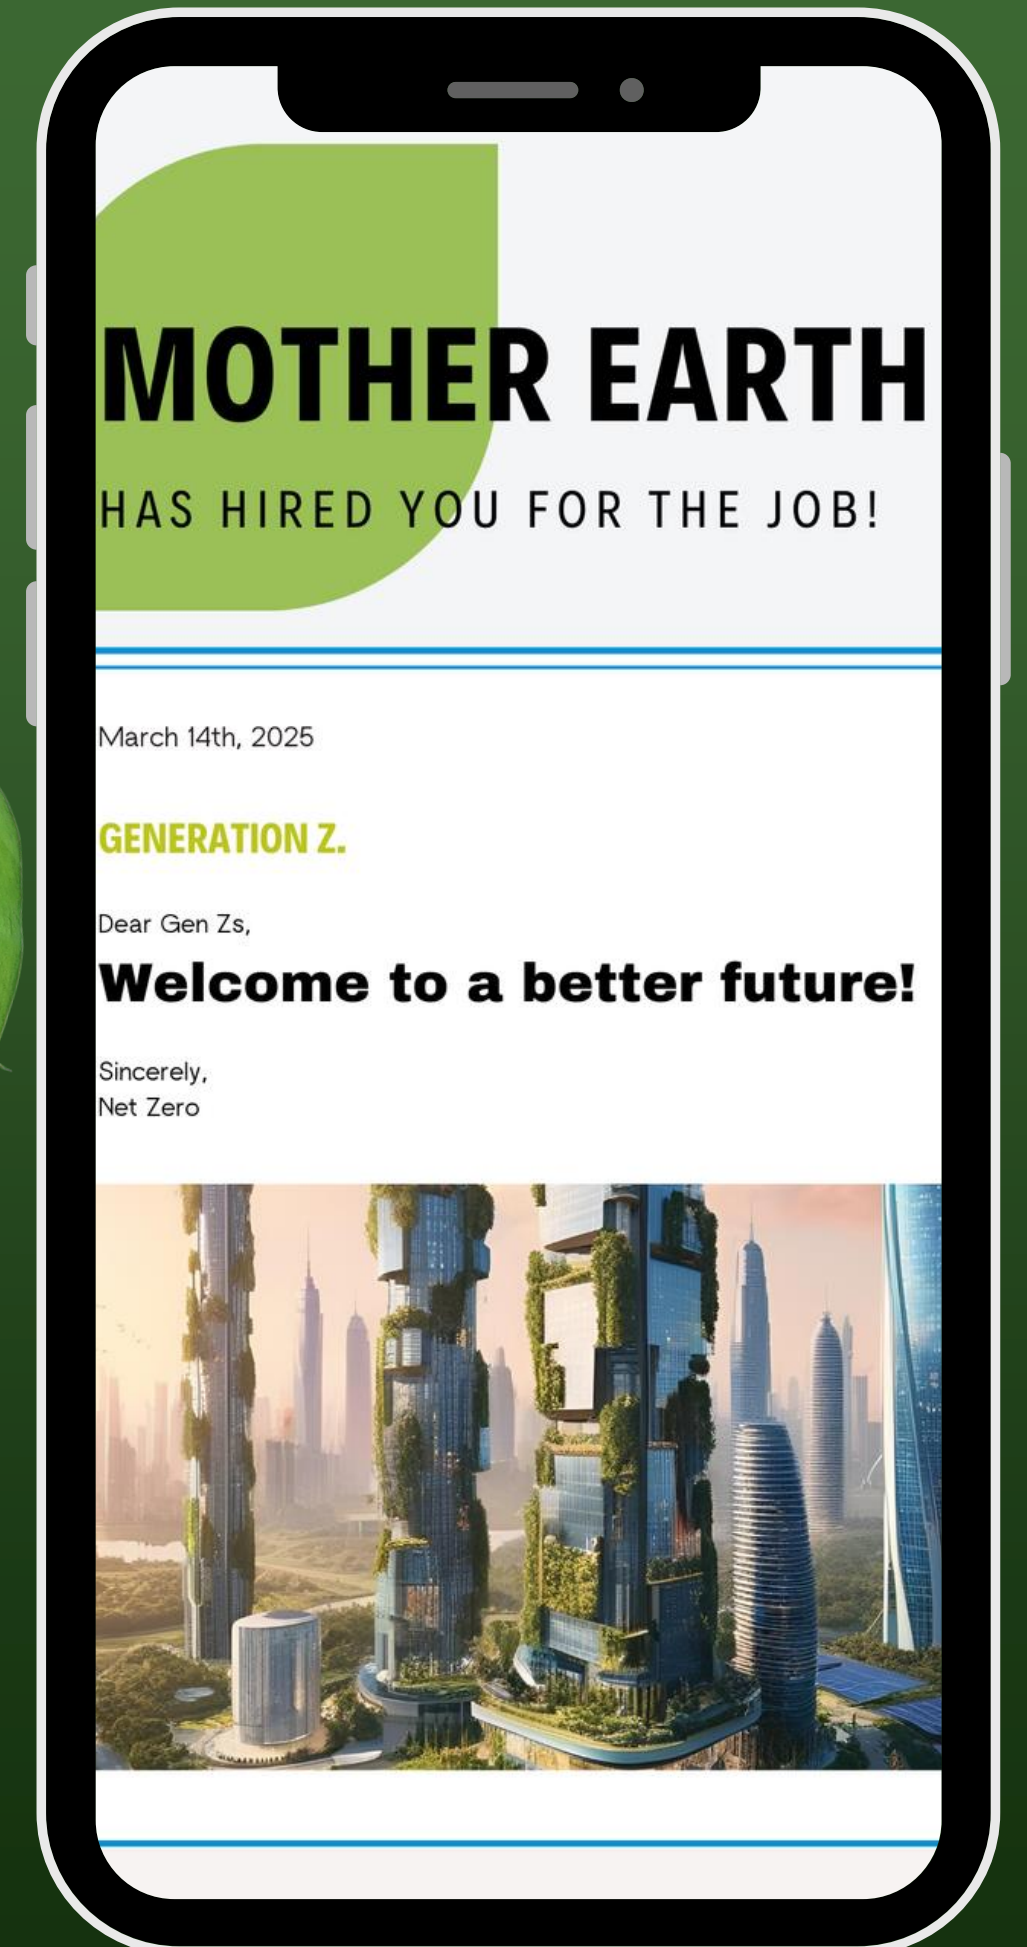 MOTHER EARTH
HAS HIRED YOU FOR THE JOB!
March 14th, 2025
GENERATION Z.
Dear Gen Zs,
Welcome to a better future!
Sincerely,
Net Zero